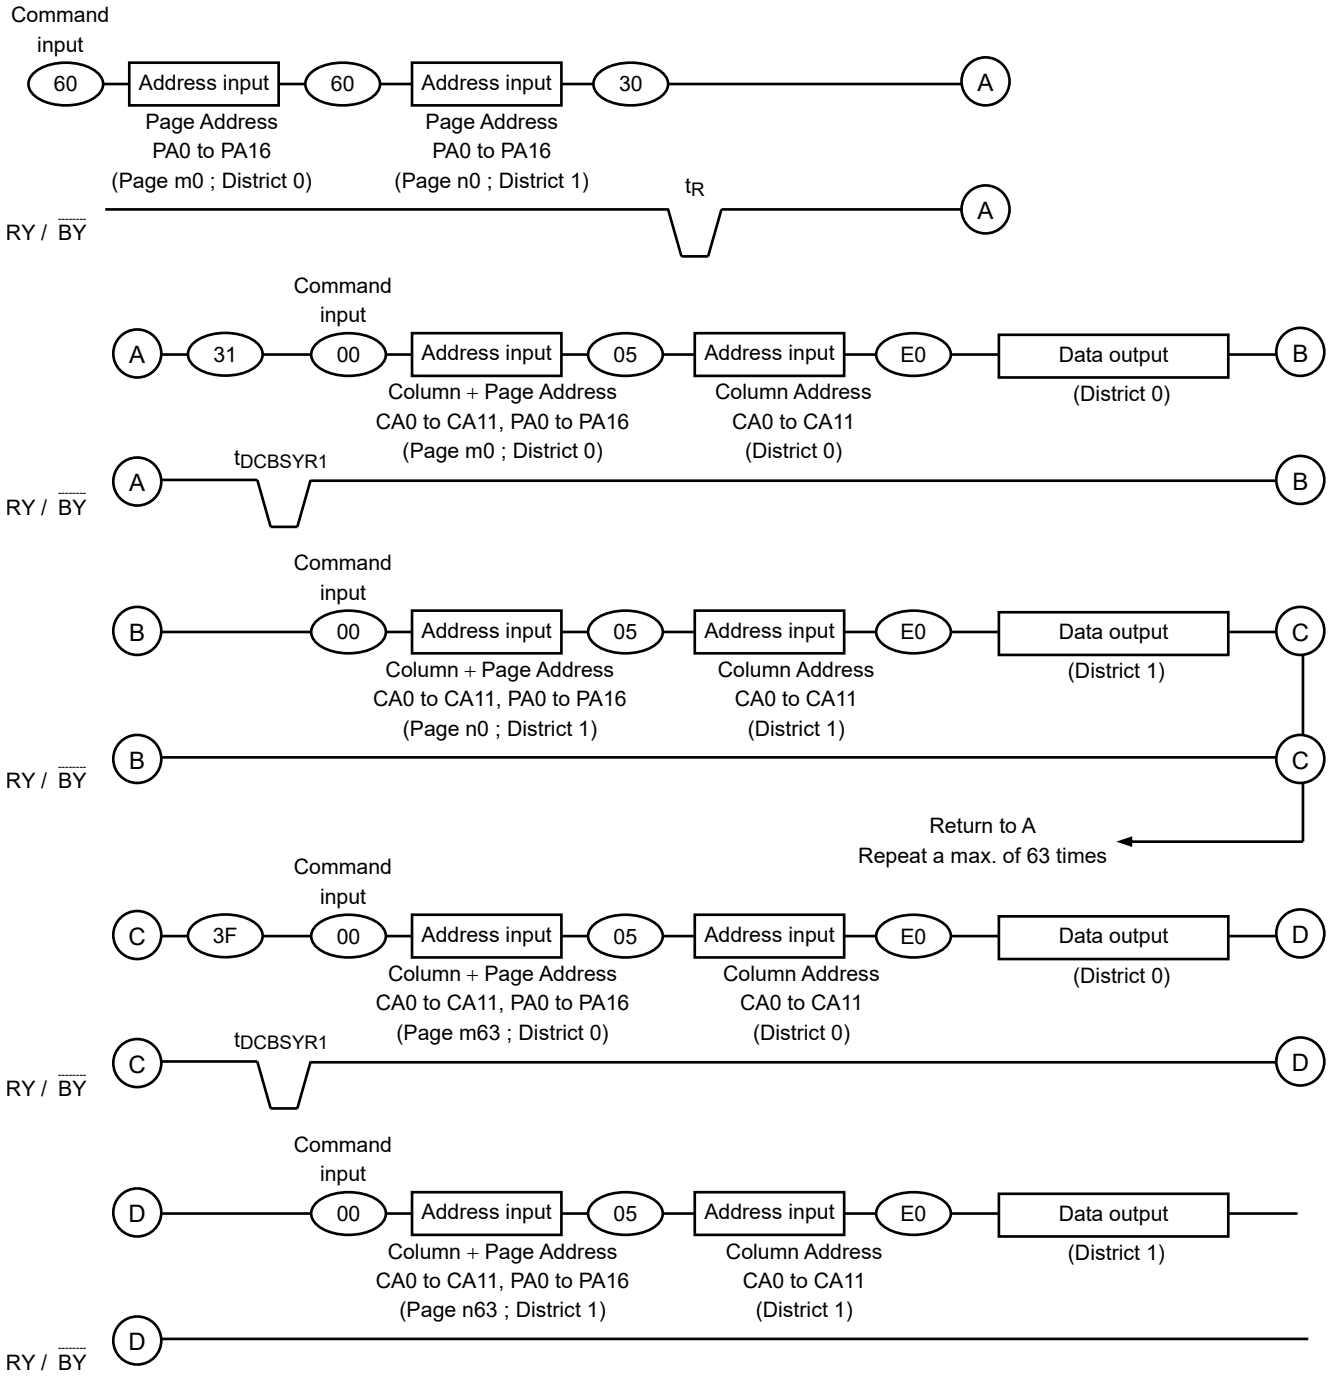 Command
input
60 Address input 60 Address input 30 A
Page Address Page Address
PA0 to PA16 PA0 to PA16
(Page m0 ; District 0) (Page n0 ; District 1)
tR
A
RY / BY
Command
input
A 31 00 Address input 05 Address input E0 Data output B
Column + Page Address Column Address (District 0)
CA0 to CA11, PA0 to PA16 CA0 to CA11
(Page m0 ; District 0) (District 0)
tDCBSYR1
A B
RY / BY
Command
input
B 00 Address input 05 Address input E0 Data output C
Column + Page Address Column Address (District 1)
CA0 to CA11, PA0 to PA16 CA0 to CA11
(Page n0 ; District 1) (District 1)
B C
RY / BY
Return to A
Repeat a max. of 63 times
Command
input
C 3F 00 Address input 05 Address input E0 Data output D
Column + Page Address Column Address (District 0)
CA0 to CA11, PA0 to PA16 CA0 to CA11
(Page m63 ; District 0) (District 0)
tDCBSYR1
C D
RY / BY
Command
input
D 00 Address input 05 Address input E0 Data output
Column + Page Address Column Address (District 1)
CA0 to CA11, PA0 to PA16 CA0 to CA11
(Page n63 ; District 1) (District 1)
D
RY / BY